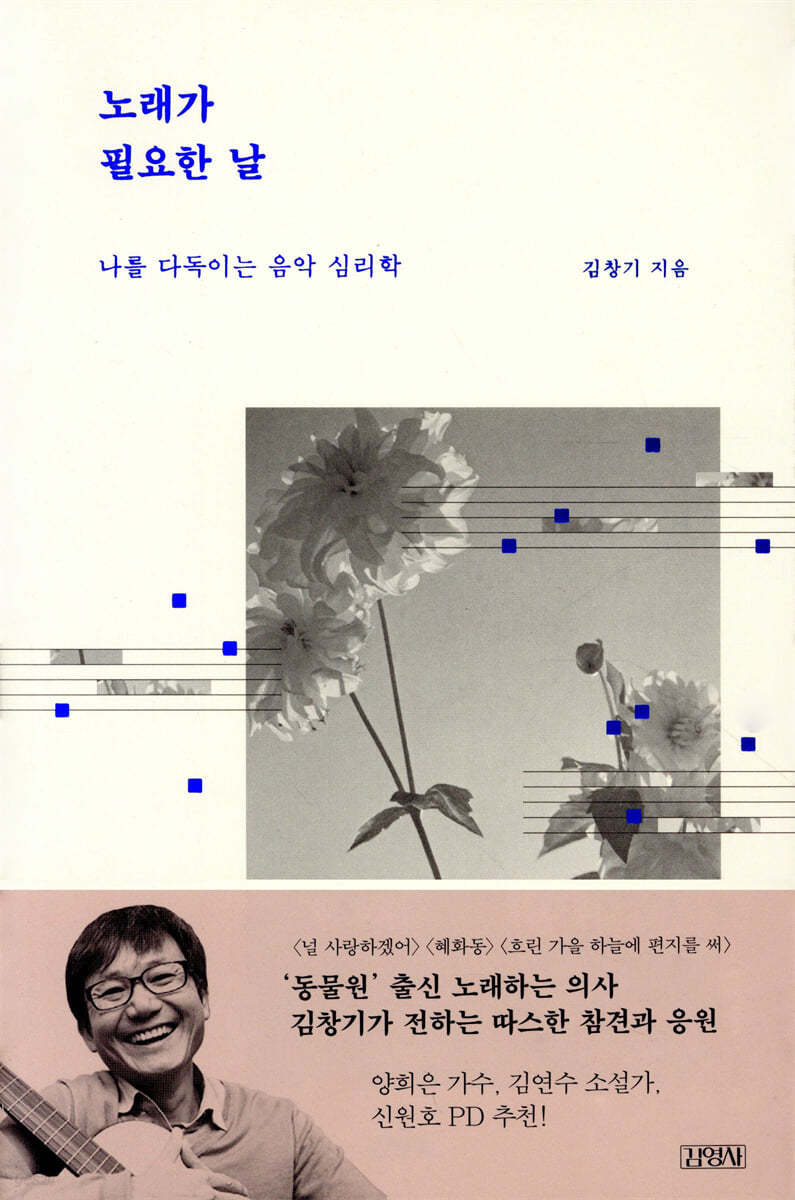 노래가
필요한 날
나를 다독이는 음악 심리학
김창기 지음
〈널 사랑하겠어〉 〈혜화동〉 〈흐린 가을 하늘에 편지를 써〉
‘동물원’ 출신 노래하는 의사
김창기가 전하는 따스한 참견과 응원
양희은 가수, 김연수 소설가,
신원호 PD 추천!
김영사